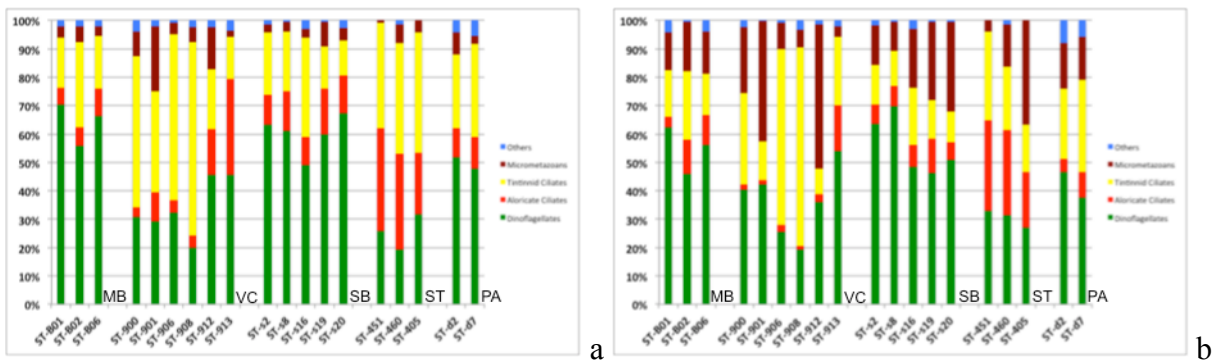 100%
90%
80%
70%
60%
50%
40%
30%
20%
10%
0%
Others
Micrometazoans
Tintinnid Ciliates
Aloricate Ciliates
Dinoflagellates
MB VC SB ST PA
ST-B01 ST-B02 ST-B06 ST-900 ST-901 ST-906 ST-908 ST-912 ST-913 ST-s2 ST-s8 ST-s16 ST-s19 ST-s20 ST-451 ST-460 ST-405 ST-d2 ST-d7
a
100%
90%
80%
70%
60%
50%
40%
30%
20%
10%
0%
Others
Micrometazoans
Tintinnid Ciliates
Aloricate Ciliates
Dinoflagellates
MB VC SB ST PA
ST-B01 ST-B02 ST-B06 ST-900 ST-901 ST-906 ST-908 ST-912 ST-913 ST-s2 ST-s8 ST-s16 ST-s19 ST-s20 ST-451 ST-460 ST-405 ST-d2 ST-d7
b